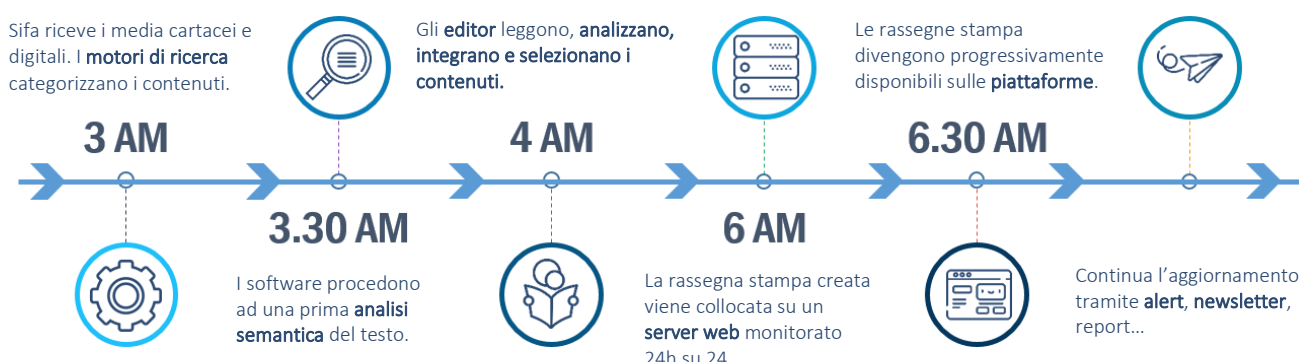 Sifa riceve i media cartacei e
digitali. I motori di ricerca
categorizzano i contenuti.
3 AM
3.30 AM
I software procedono
ad una prima analisi
semantica del testo.
Gli editor leggono, analizzano,
integrano e selezionano i
contenuti.
4 AM
6 AM
La rassegna stampa creata
viene collocata su un
server web monitorato
24h su 24
Le rassegne stampa
divengono progressivamente
disponibili sulle piattaforme.
6.30 AM
Continua l’aggiornamento
tramite alert, newsletter,
report...